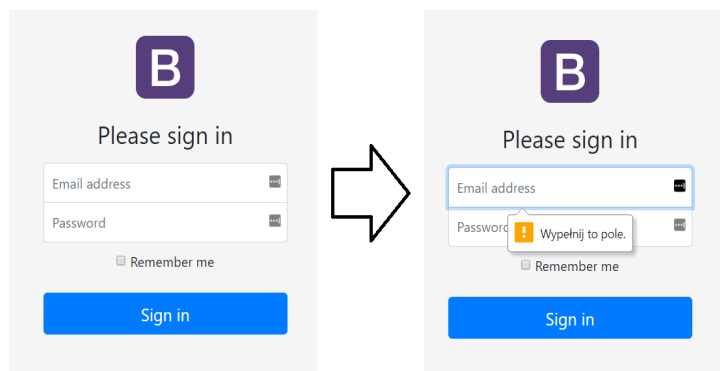 B
Please sign in
Email address
Password
Remember me
Sign in
B
Please sign in
Email address
Password
Wypełnij to pole.
Remember me
Sign in